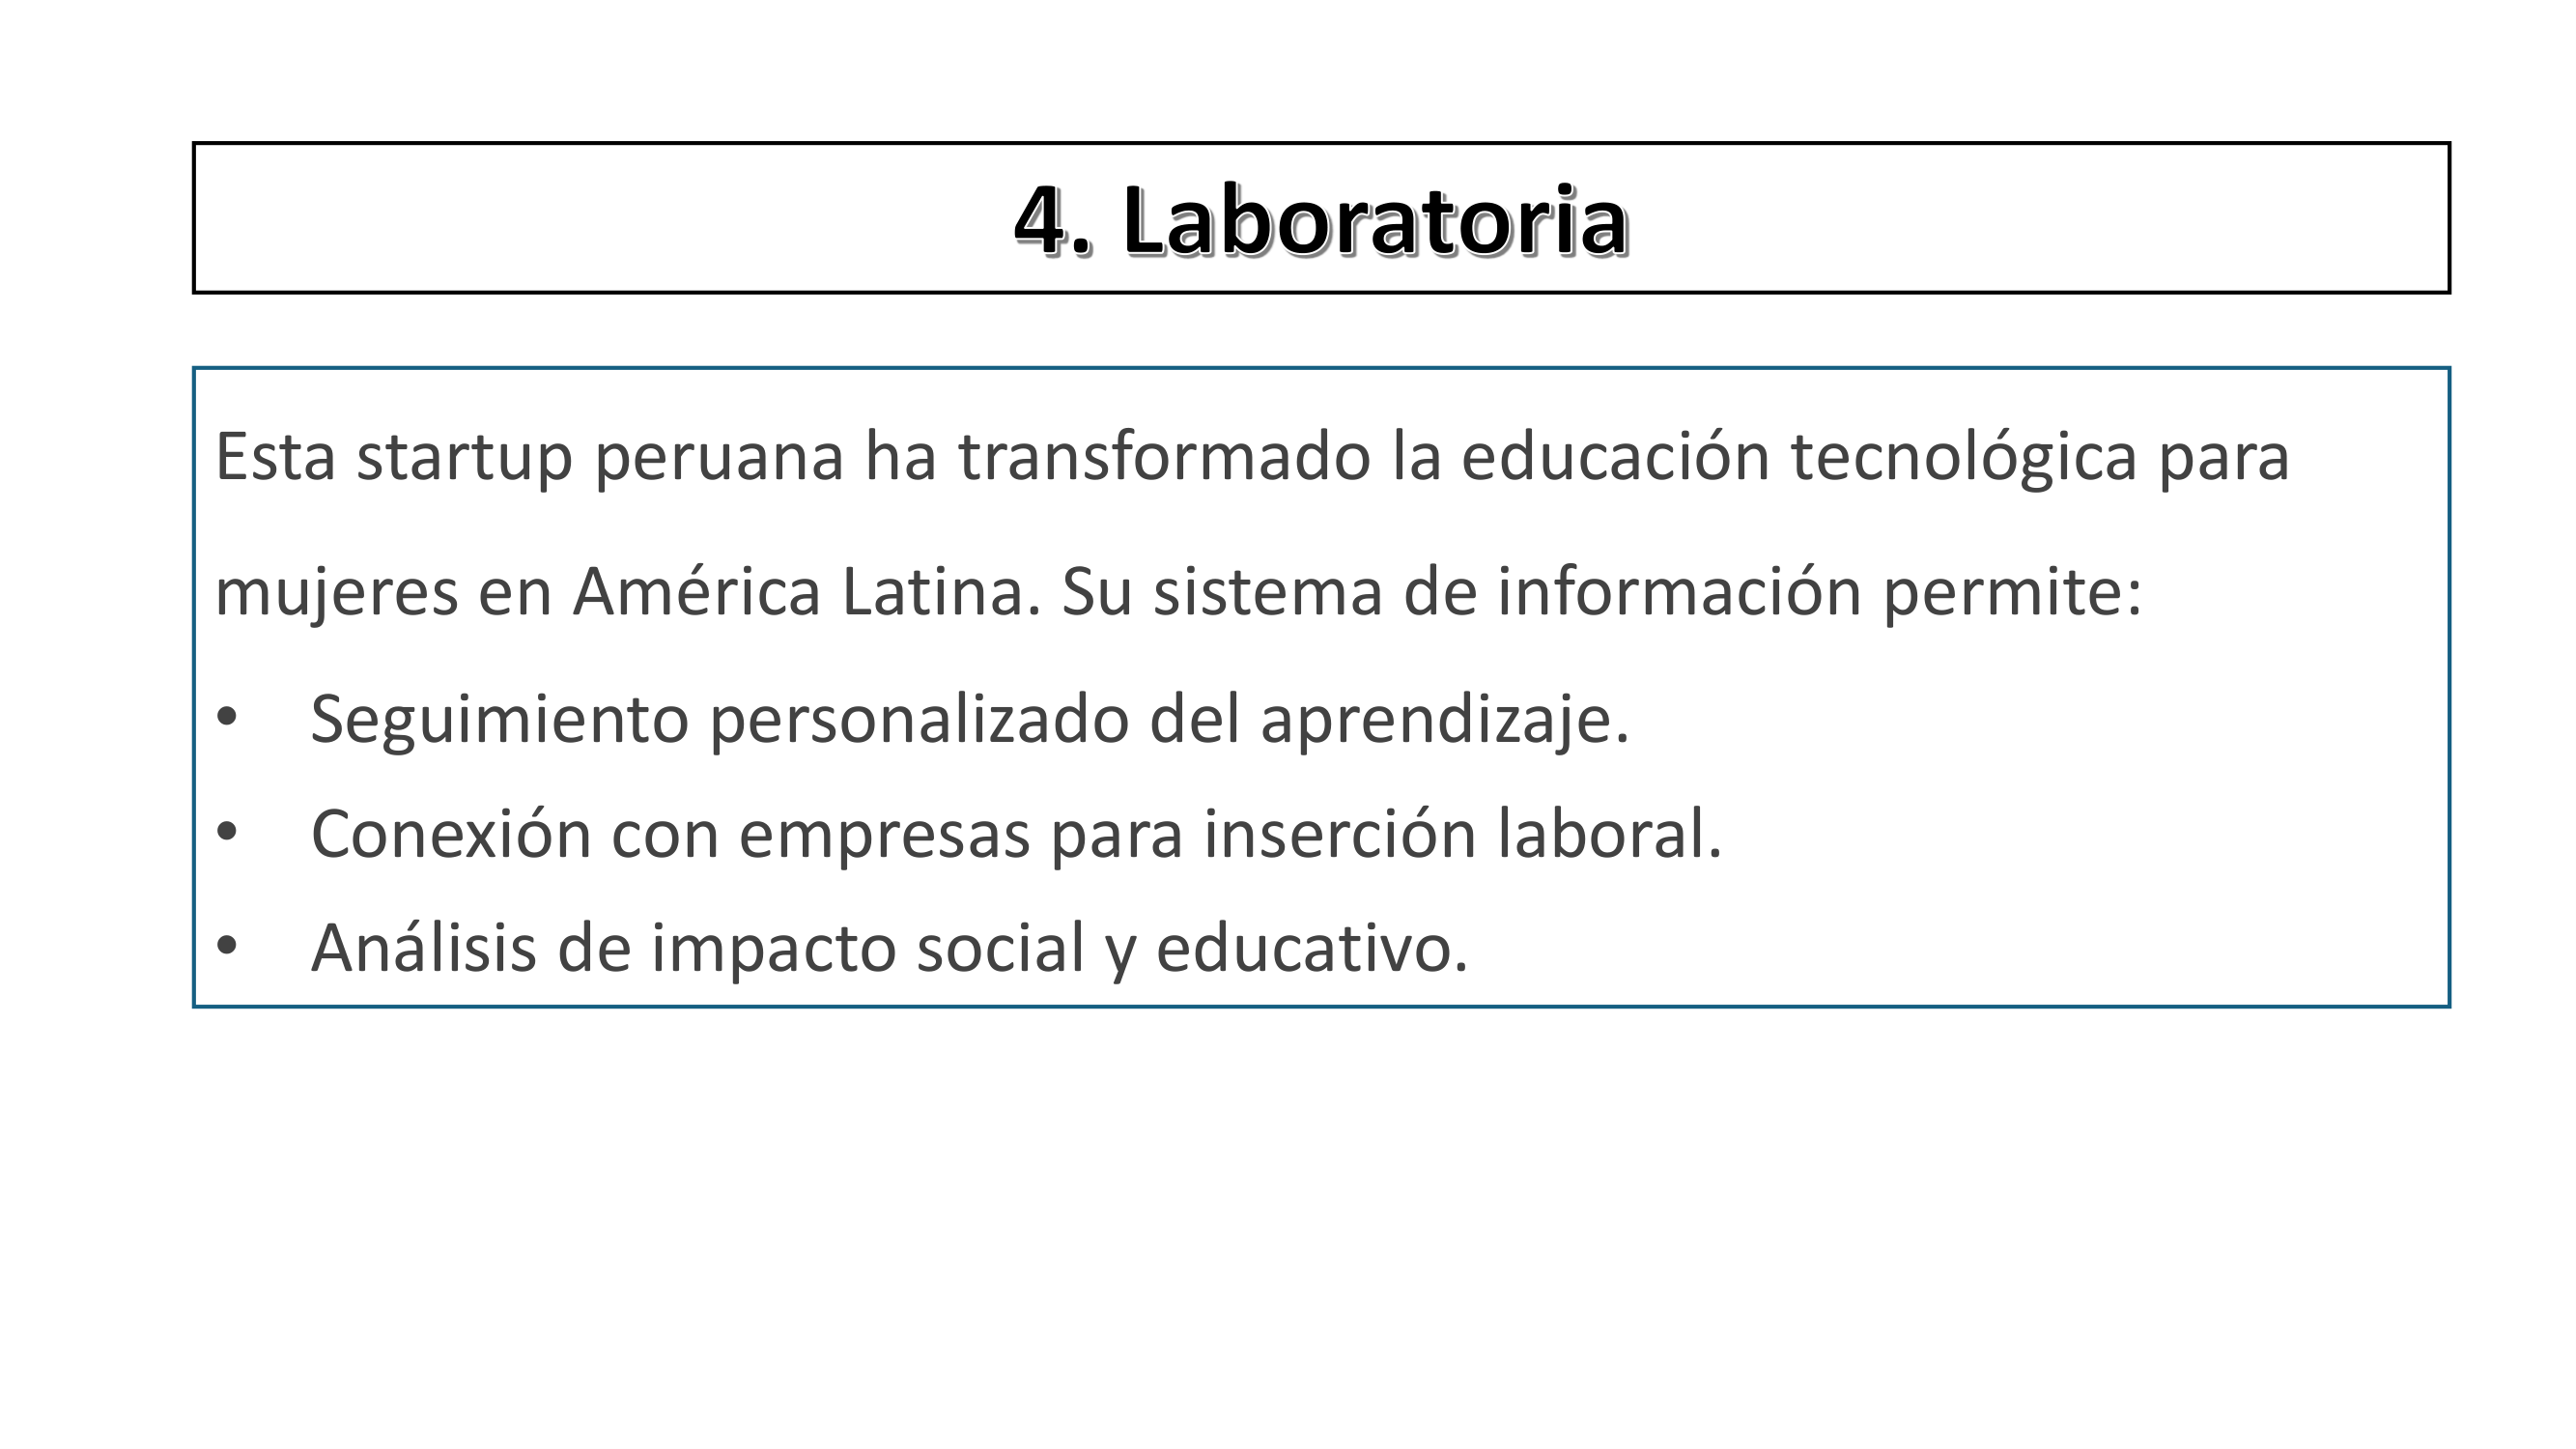 4. Laboratoria
Esta startup peruana ha transformado la educación tecnológica para
mujeres en América Latina. Su sistema de información permite:
• Seguimiento personalizado del aprendizaje.
• Conexión con empresas para inserción laboral.
• Análisis de impacto social y educativo.